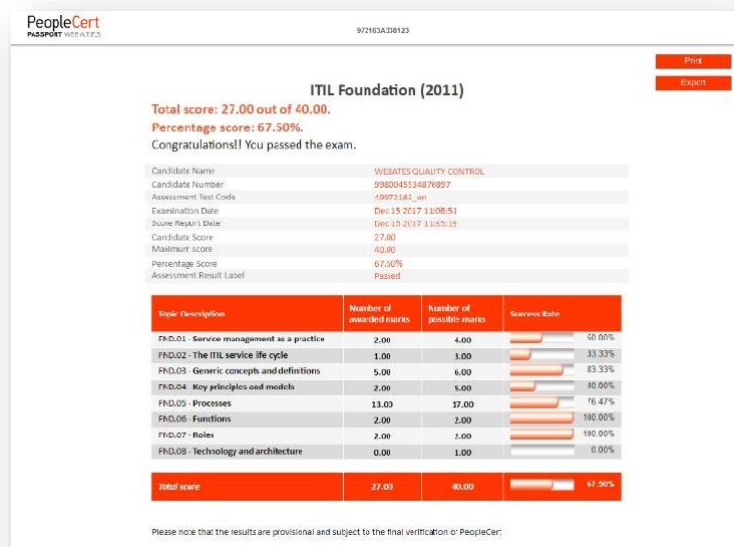 PeopleCert
PASSPORT WEBATES
972163A338123
Print
Export
ITIL Foundation (2011)
Total score: 27.00 out of 40.00.
Percentage score: 67.50%.
Congratulations!! You passed the exam.
Candidate Name WEBATES QUALITY CONTROL
Candidate Number
Assessment Test Code
Examination Date Dec 15 2017 11:08:51
Score Report Date Dec 15 2017
Candidate Score 27.00
Maximum score 40.00
Percentage Score 67.50%
Assessment Result Label Passed
Topic Description Number of awarded marks Number of possible marks Success Rate
FND.01 - Service management as a practice 2.00 4.00 50.00%
FND.02 - The ITIL service life cycle 1.00 3.00 33.33%
FND.03 - Generic concepts and definitions 5.00 6.00 83.33%
FND.04 Key principles and models 2.00 5.00 40.00%
FND.05 - Processes 13.00 17.00 76.47%
FND.06 - Functions 2.00 2.00 100.00%
FND.07 - Roles 2.00 2.00 100.00%
FND.08 - Technology and architecture 0.00 1.00 0.00%
Total score 27.00 40.00 67.50%
Please note that the results are provisional and subject to the final verification of PeopleCert